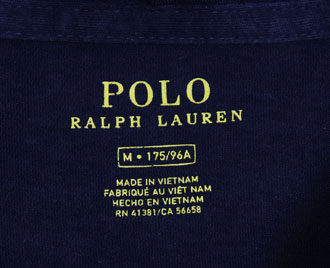 POLO
RALPH LAUREN
M • 175/96A
MADE IN VIETNAM
FABRIQUÉ AU VIÊT NAM
HECHO EN VIETNAM
RN 41381/CA 56658